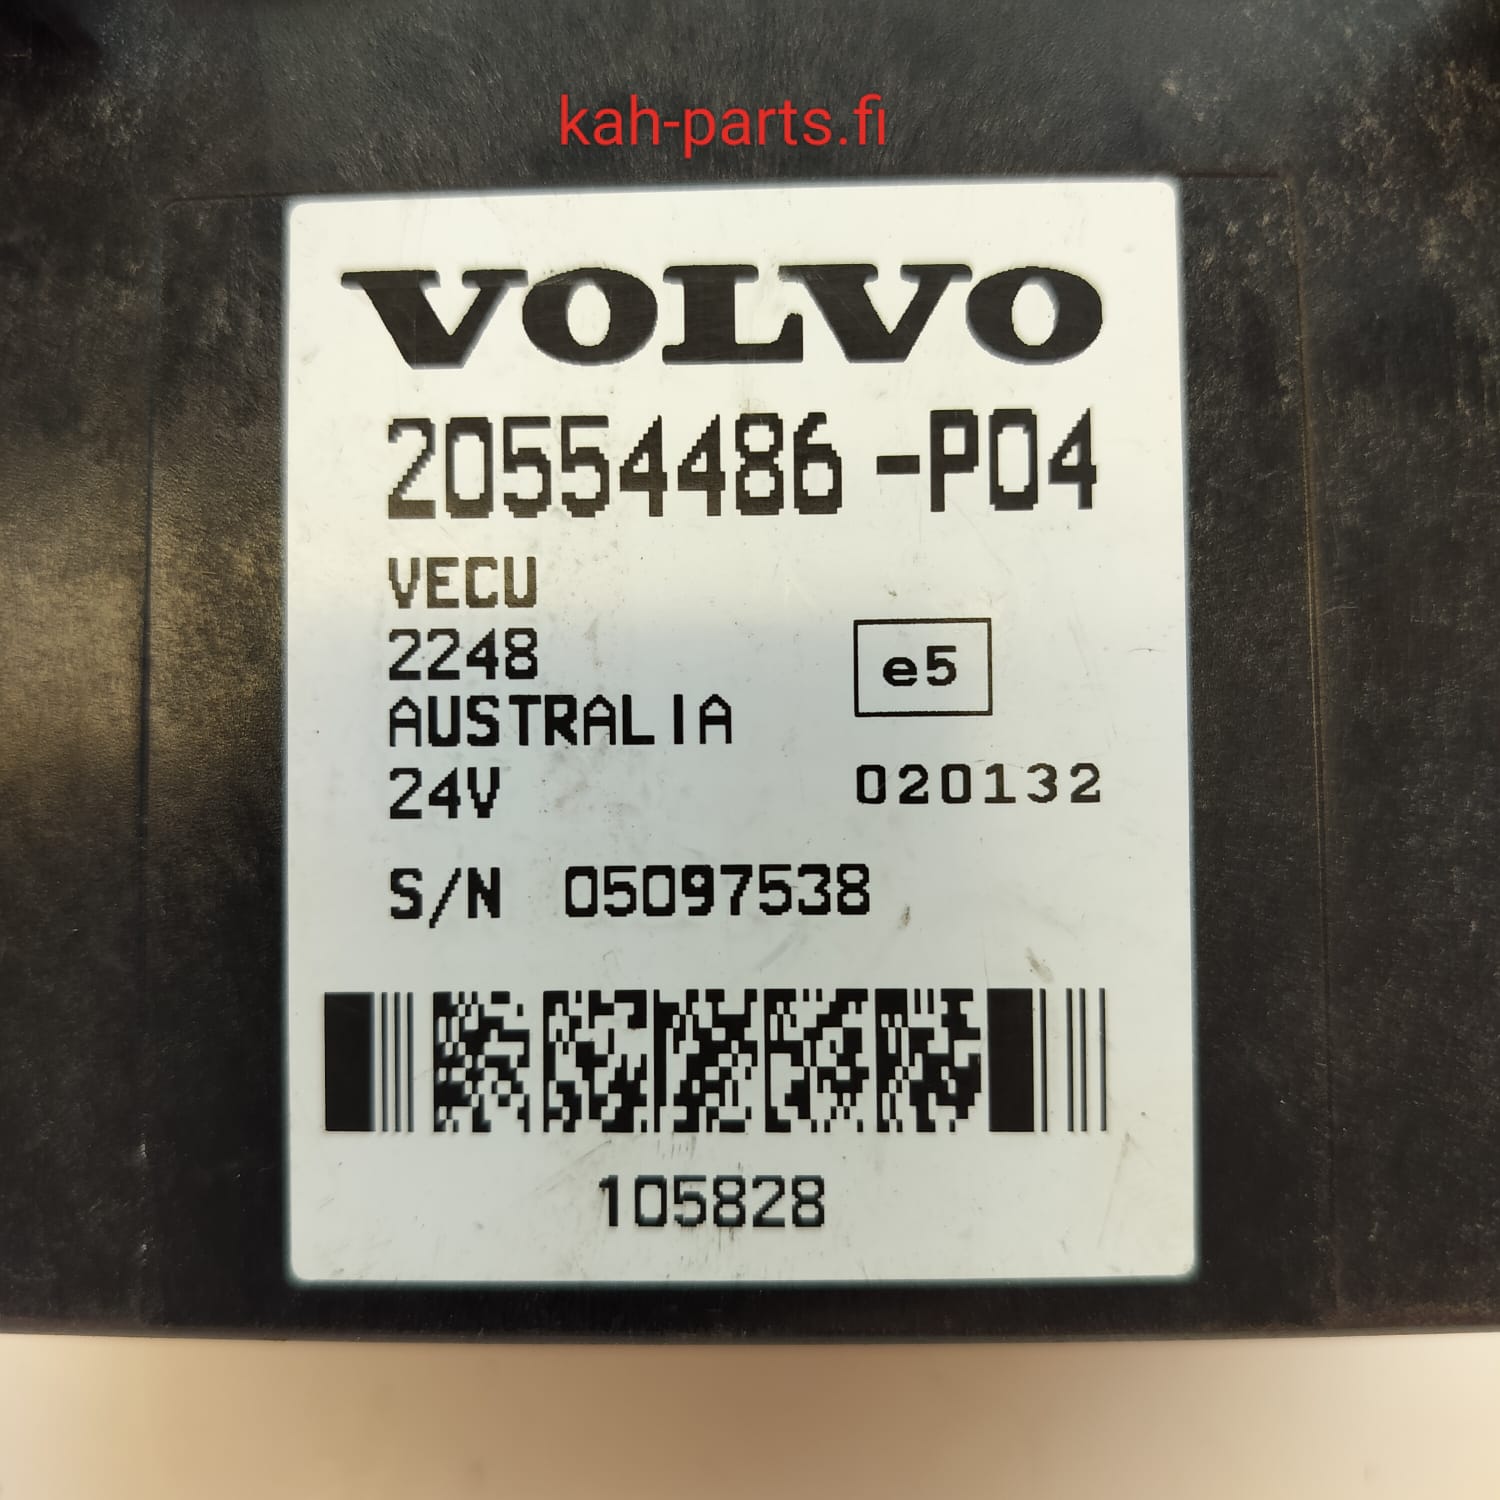 kah-parts.fi
VOLVO
20554486-P04
VECU
2248
e5
AUSTRALIA
24V
020132
S/N 05097538
105828